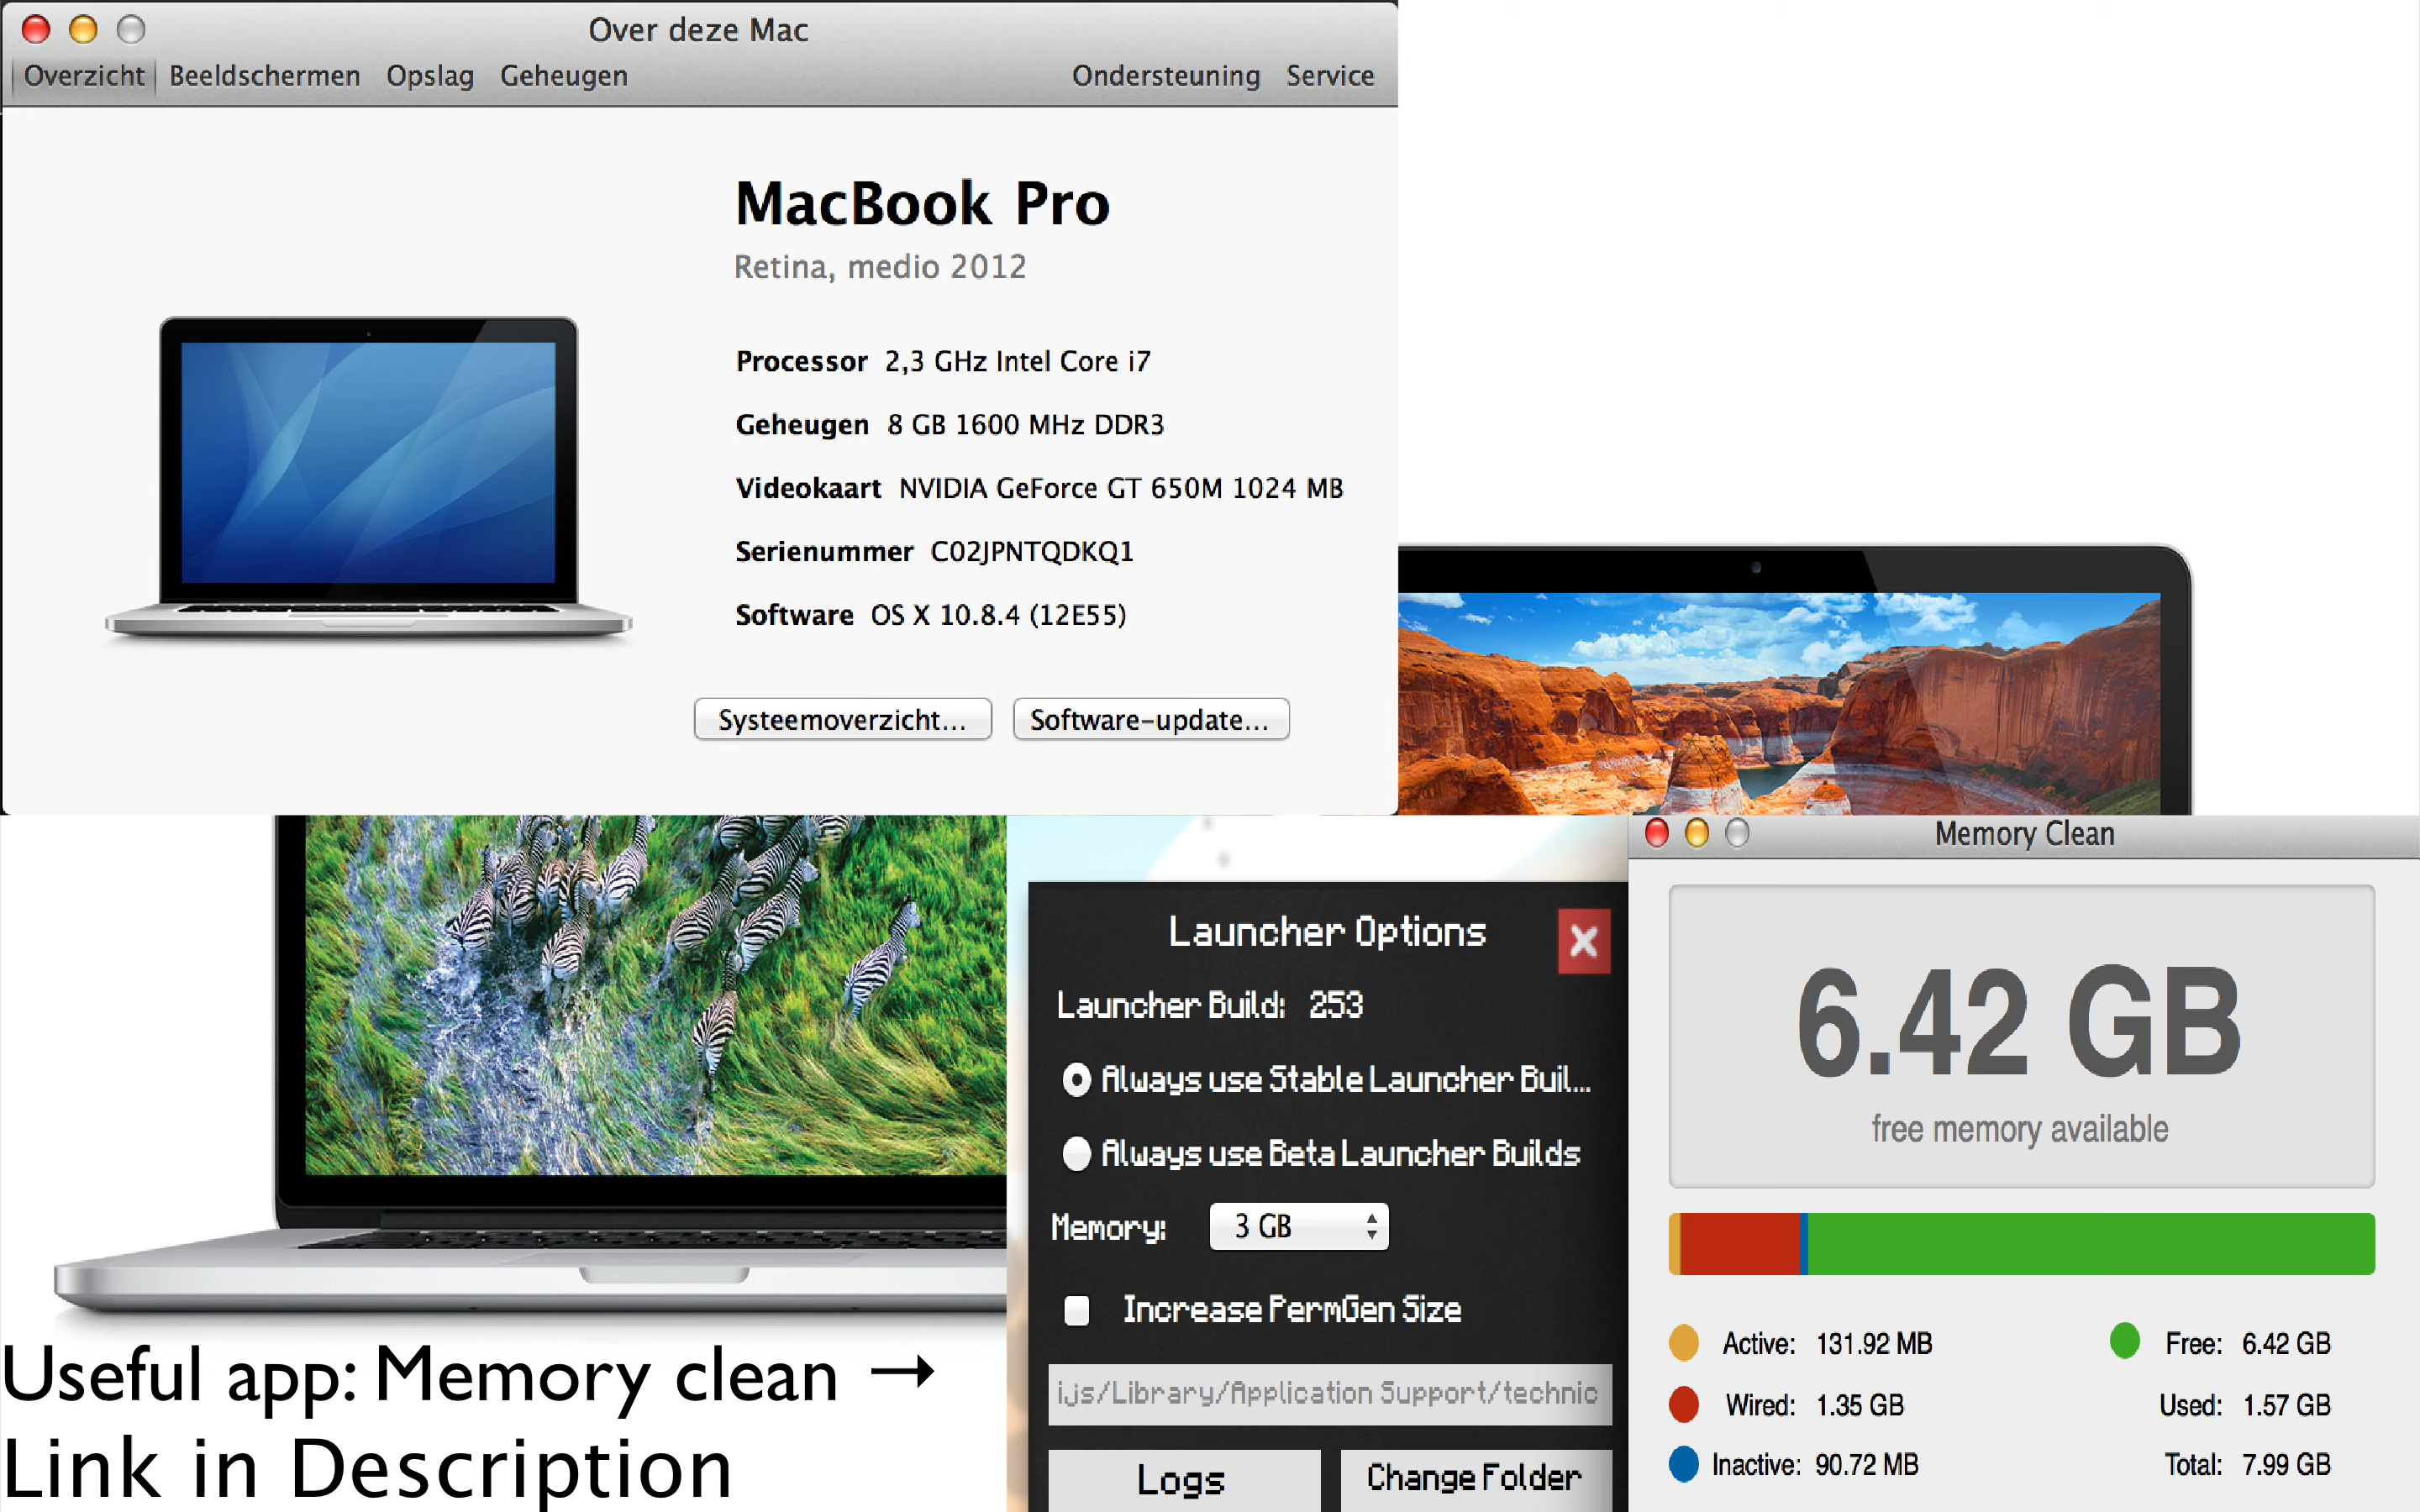 Over deze Mac
Overzicht Beeldschermen Opslag Geheugen Ondersteuning Service
MacBook Pro
Retina, medio 2012
Processor 2,3 GHz Intel Core i7
Geheugen 8 GB 1600 MHz DDR3
Videokaart NVIDIA GeForce GT 650M 1024 MB
Serienummer C02JPNTQDKQ1
Software OS X 10.8.4 (12E55)
Systeemoverzicht... Software-update...
Useful app: Memory clean →
Link in Description
Launcher Options
Launcher Build: 253
Always use Stable Launcher Buil...
Always use Beta Launcher Builds
Memory: 3 GB
Increase PermGen Size
ijs/Library/Application Support/technic
Logs Change Folder
Memory Clean
6.42 GB
free memory available
Active: 131.92 MB Free: 6.42 GB
Wired: 1.35 GB Used: 1.57 GB
Inactive: 90.72 MB Total: 7.99 GB